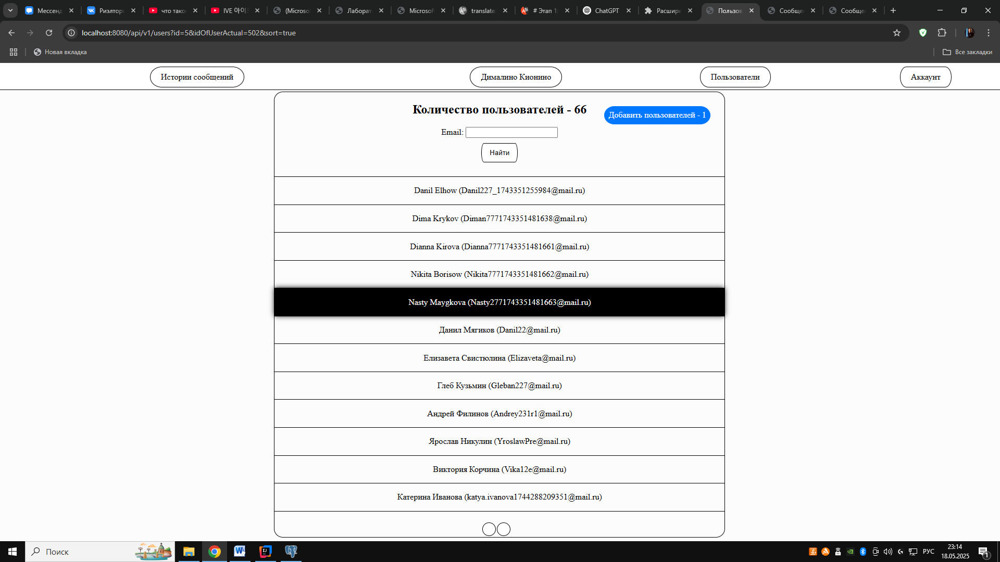 Мессенд
Риэлтор
что тако
IVE 아이
(Microso
Лаборат
Microsof
translate
# Этап 1
ChatGPT
Расшире
Пользов
Сообще
Сообще
localhost:8080/api/v1/users?id=5&idOfUserActual=502&sort=true
Новая вкладка
Все закладки
Истории сообщений
Дималино Кионино
Пользователи
Аккаунт
Количество пользователей - 66
Добавить пользователей - 1
Email:
Найти
Danil Elhow (Danil227_1743351255984@mail.ru)
Dima Krykov (Diman7771743351481638@mail.ru)
Dianna Kirova (Dianna7771743351481661@mail.ru)
Nikita Borisow (Nikita7771743351481662@mail.ru)
Nasty Maygkova (Nasty2771743351481663@mail.ru)
Данил Мягиков (Danil22@mail.ru)
Елизавета Свистюлина (Elizaveta@mail.ru)
Глеб Кузьмин (Gleban227@mail.ru)
Андрей Филинов (Andrey231r1@mail.ru)
Ярослав Никулин (YroslawPre@mail.ru)
Виктория Корчина (Vika12e@mail.ru)
Катерина Иванова (katya.ivanova1744288209351@mail.ru)
Поиск
РУС
23:14
18.05.2025
1